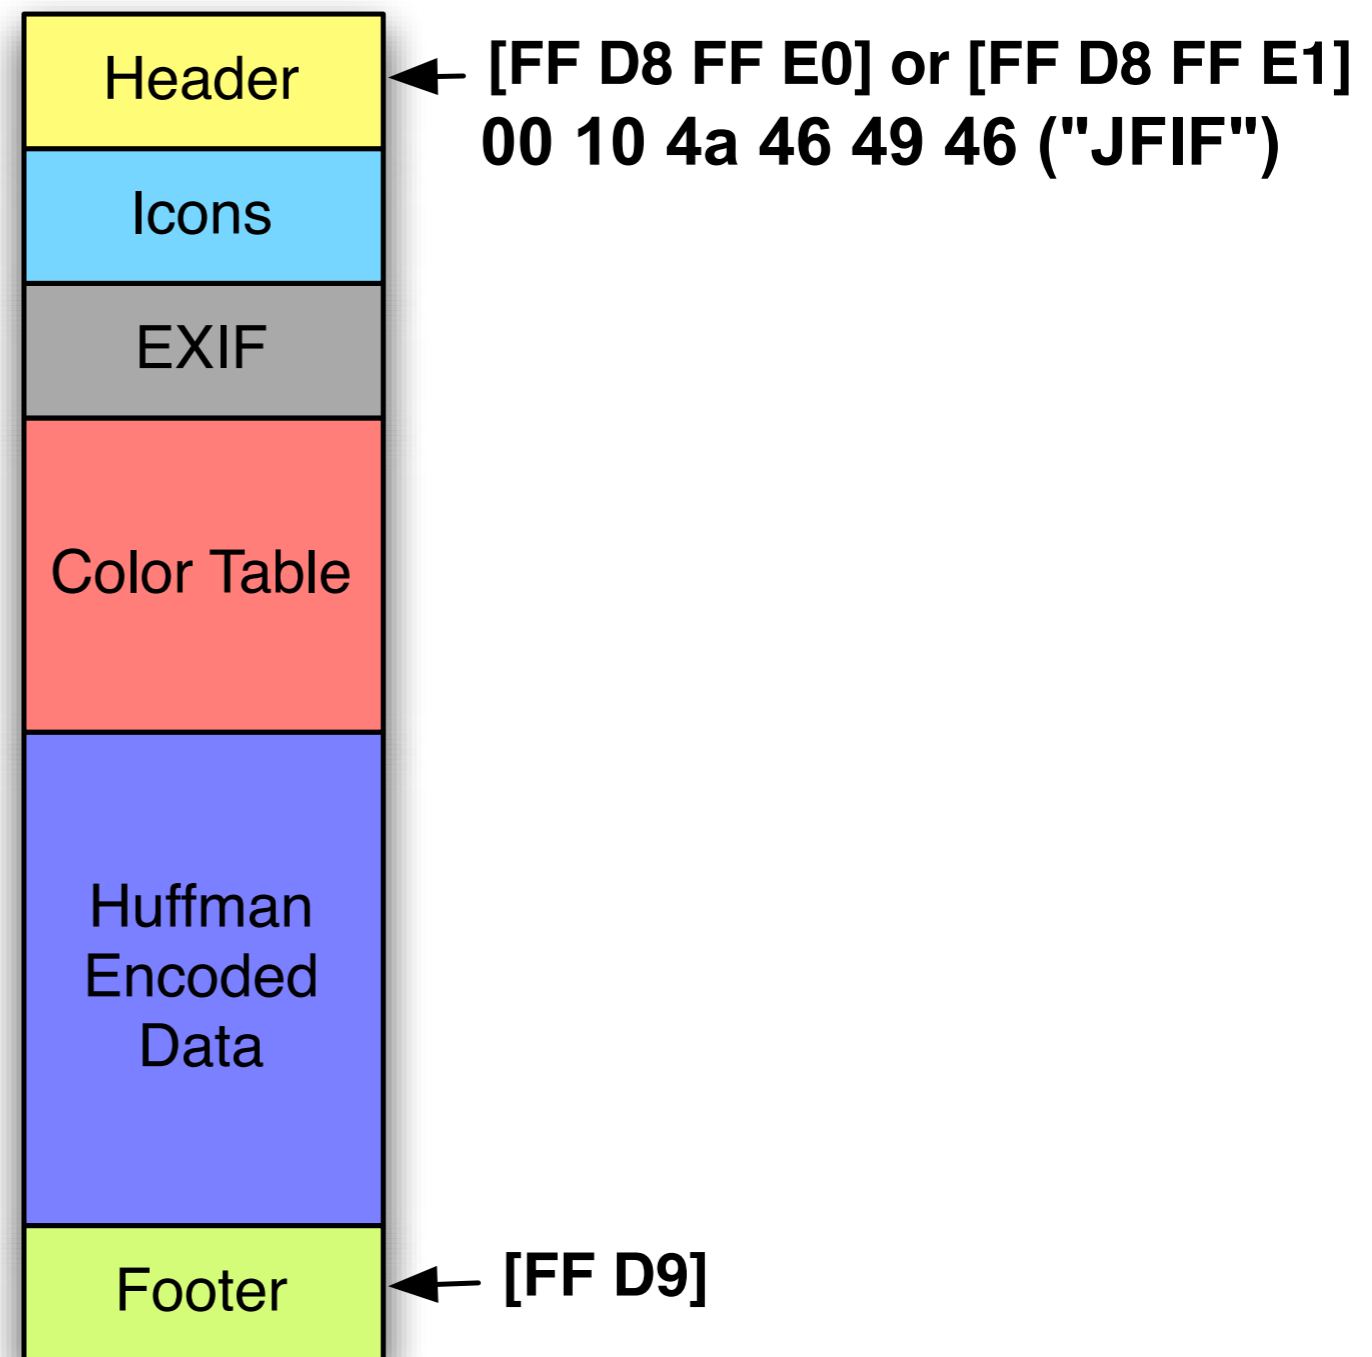 Header
[FF D8 FF E0] or [FF D8 FF E1]
00 10 4a 46 49 46 ("JFIF")
Icons
EXIF
Color Table
Huffman
Encoded
Data
Footer
[FF D9]